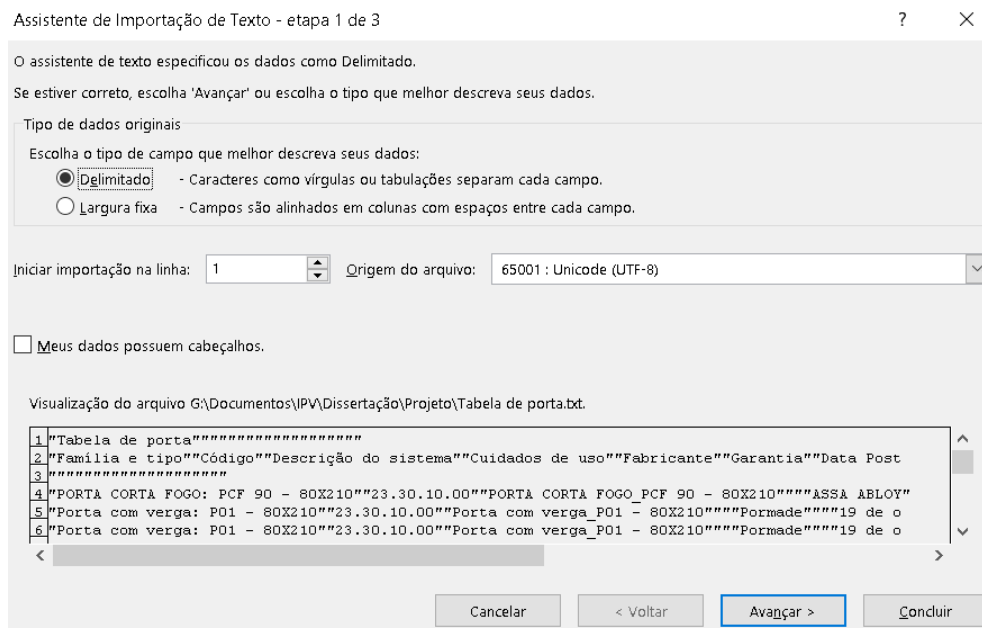 Assistente de Importação de Texto - etapa 1 de 3 ? ×
O assistente de texto especificou os dados como Delimitado.
Se estiver correto, escolha 'Avançar' ou escolha o tipo que melhor descreva seus dados.
Tipo de dados originais
Escolha o tipo de campo que melhor descreva seus dados:
Delimitado - Caracteres como vírgulas ou tabulações separam cada campo.
Largura fixa - Campos são alinhados em colunas com espaços entre cada campo.
Iniciar importação na linha: 1 Origem do arquivo: 65001 : Unicode (UTF-8)
Meus dados possuem cabeçalhos.
Visualização do arquivo G:\Documentos\IPV\Dissertação\Projeto\Tabela de porta.txt.
1 "Tabela de porta"""""""""""""""""""
2 "Família e tipo""Código""Descrição do sistema""Cuidados de uso""Fabricante""Garantia""Data Post
3 """"""""""""""""""""
4 "PORTA CORTA FOGO: PCF 90 - 80X210""23.30.10.00""PORTA CORTA FOGO_PCF 90 - 80X210""""ASSA ABLOY"
5 "Porta com verga: P01 - 80X210""23.30.10.00""Porta com verga_P01 - 80X210""""Pormade""""19 de o
6 "Porta com verga: P01 - 80X210""23.30.10.00""Porta com verga_P01 - 80X210""""Pormade""""19 de o
Cancelar < Voltar Avançar > Concluir